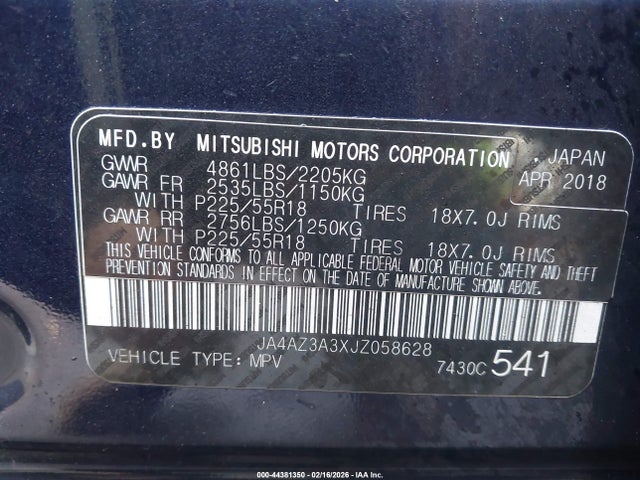 MFD.BY MITSUBISHI MOTORS CORPORATION, JAPAN
GVWR 4861LBS/2205KG APR 2018
GAWR FR 2535LBS/1150KG
WITH P225/55R18 TIRES 18X7.0J RIMS
GAWR RR 2756LBS/1250KG
WITH P225/55R18 TIRES 18X7.0J RIMS
THIS VEHICLE CONFORMS TO ALL APPLICABLE FEDERAL MOTOR VEHICLE SAFETY AND THEFT
PREVENTION STANDARDS IN EFFECT ON THE DATE OF MANUFACTURE SHOWN ABOVE.
JA4AZ3A3XJZ058628
VEHICLE TYPE: MPV 7430C 541
000-44381350 - 02/16/2026 - IAA Inc.